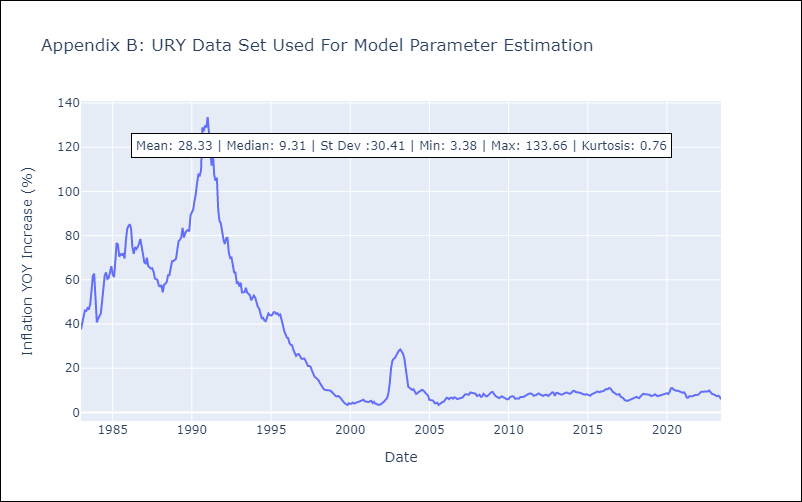 Appendix B: URY Data Set Used For Model Parameter Estimation
140
Mean: 28.33 | Median: 9.31 | St Dev :30.41 | Min: 3.38 | Max: 133.66 | Kurtosis: 0.76
120
100
80
60
40
20
0
Inflation YOY Increase (%)
1985 1990 1995 2000 2005 2010 2015 2020
Date